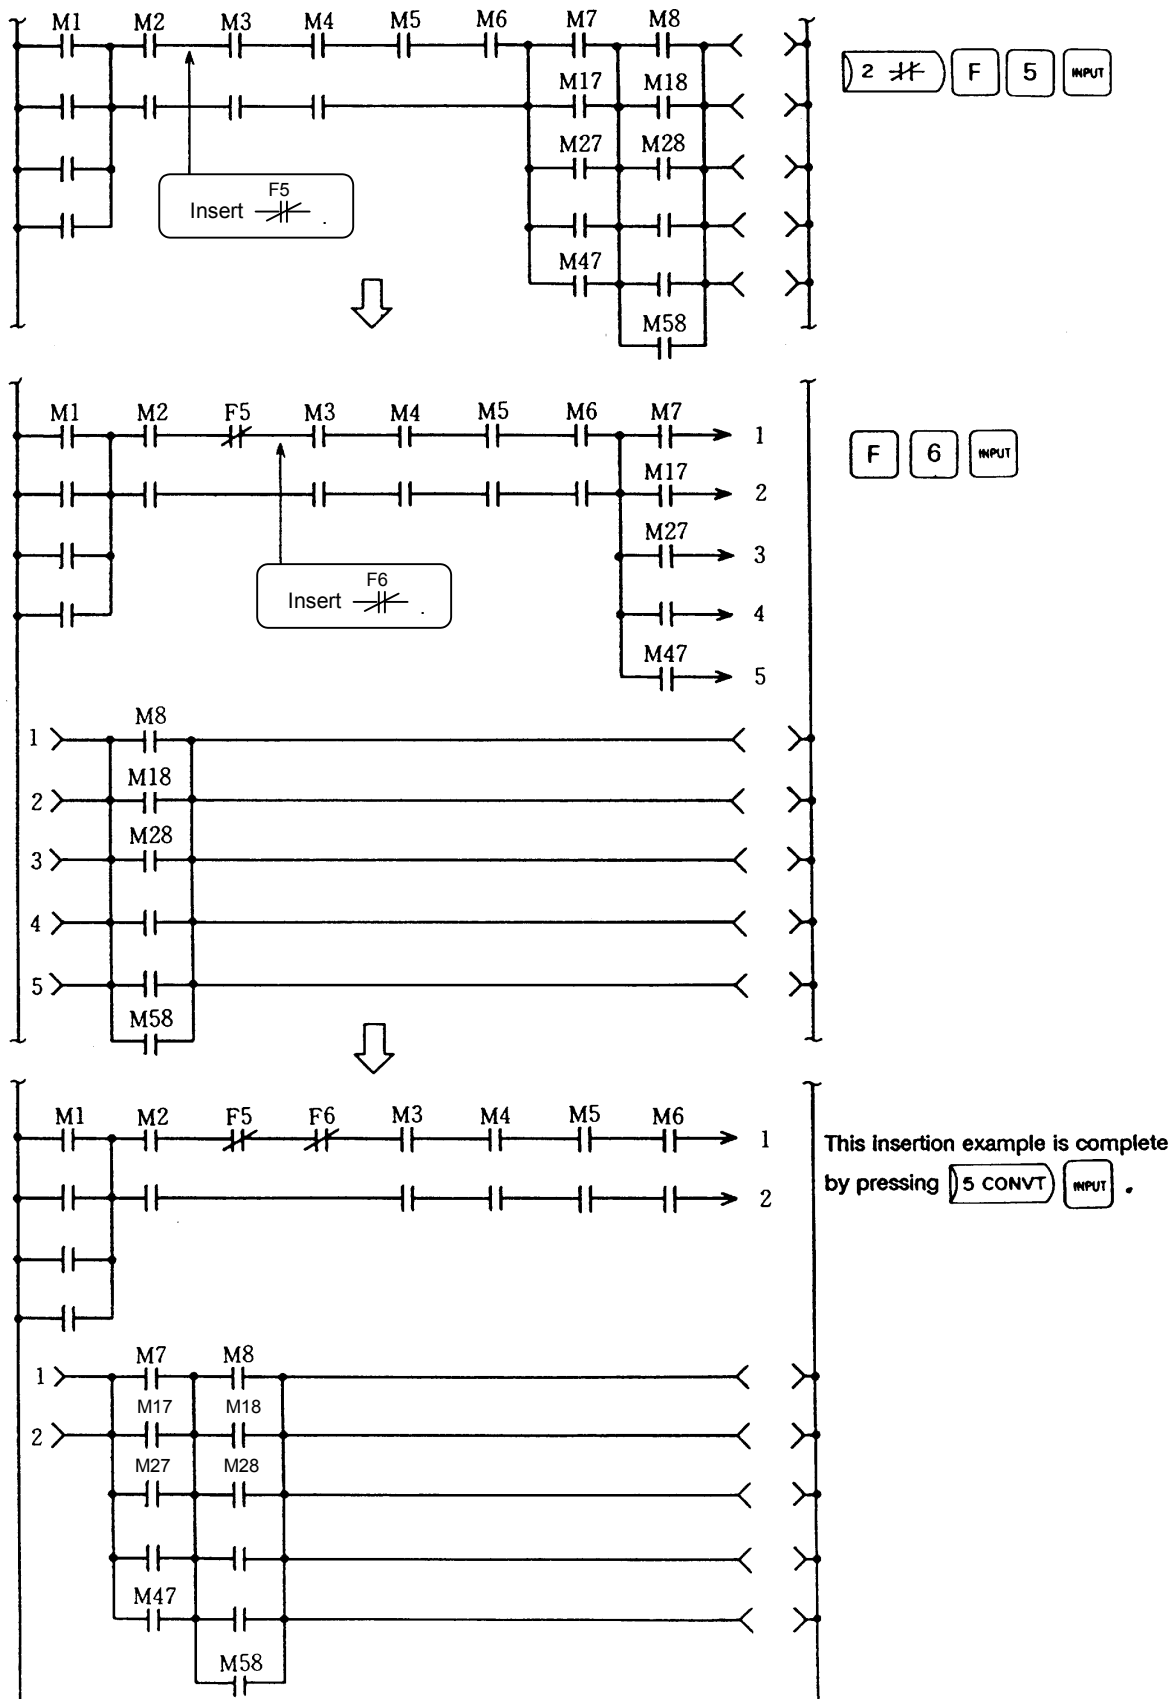 M1 M2 M3 M4 M5 M6 M7 M8
2 F 5 INPUT
M17 M18
M27 M28
F5
Insert .
M47
M58
M1 M2 F5 M3 M4 M5 M6 M7
1
F 6 INPUT
M17
2
M27
3
F6
Insert .
4
M47
5
M8
1
M18
2
M28
3
4
5
M58
M1 M2 F5 F6 M3 M4 M5 M6
1
This insertion example is complete
by pressing 5 CONVT INPUT .
2
M7 M8
1
M17 M18
2
M27 M28
M47
M58